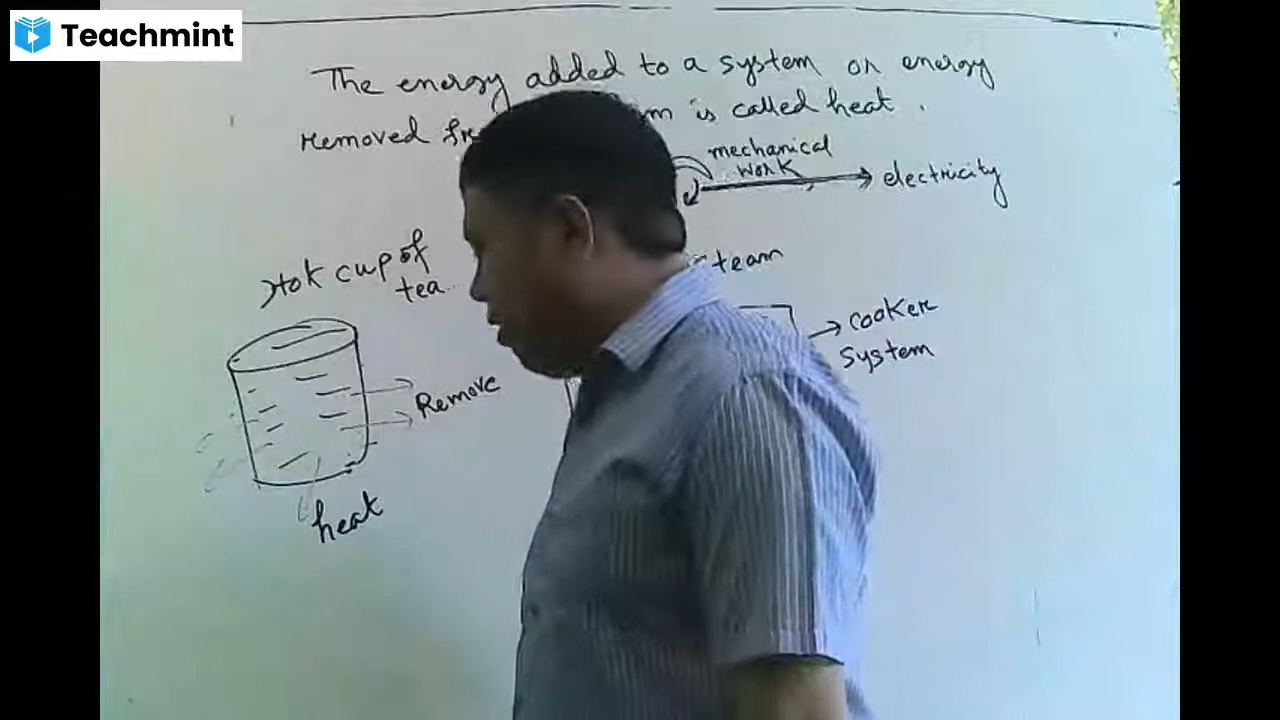 Teachmint
The energy added to a system or energy
removed fr m is called heat.
mechanical
work
electricity
Hot cup of
tea
steam
cooker
system
Remove
heat